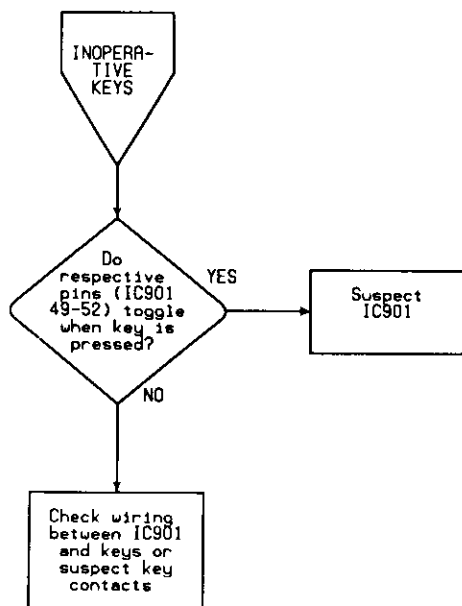 INOPERA-
TIVE
KEYS
Do
respective
pins (IC901
49-52) toggle
when key is
pressed?
YES
Suspect
IC901
NO
Check wiring
between IC901
and keys or
suspect key
contacts